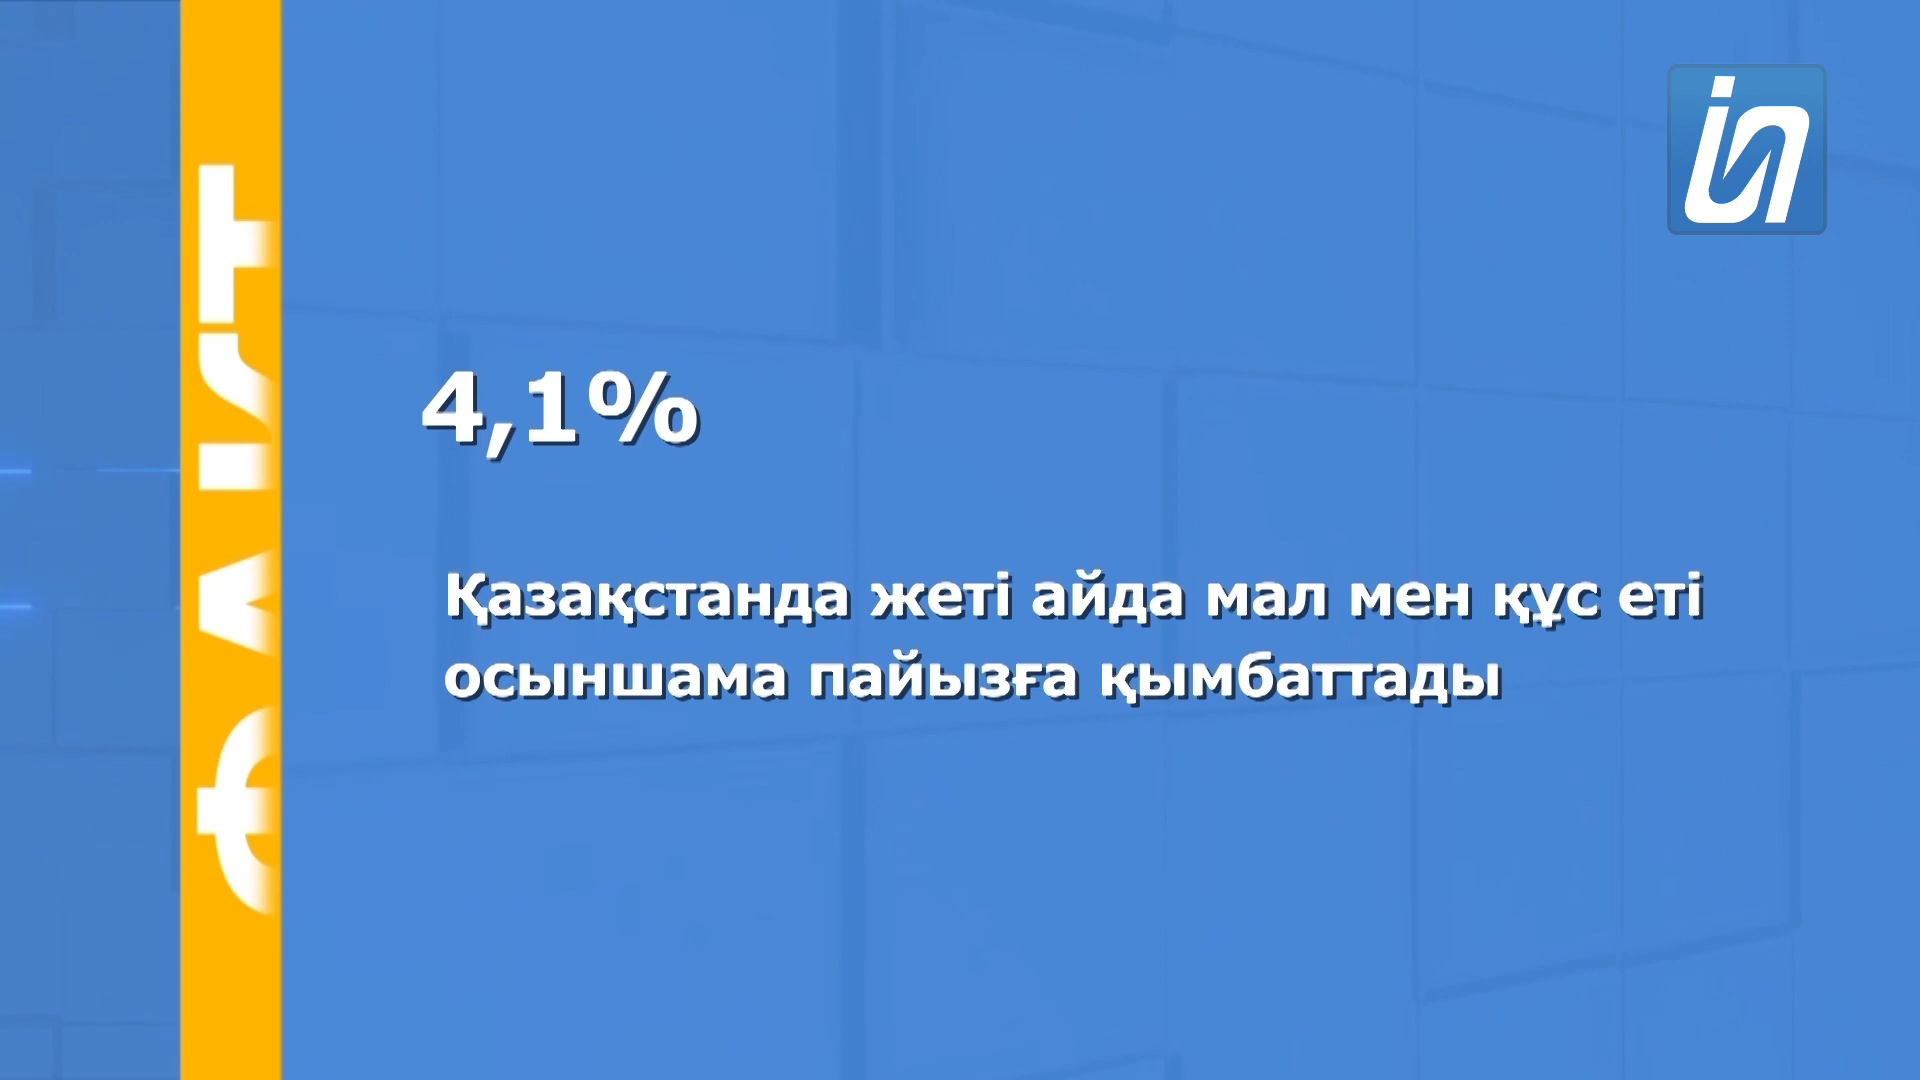 ФАКТ
4,1%
Қазақстанда жеті айда мал мен құс еті
осыншама пайызға қымбаттады